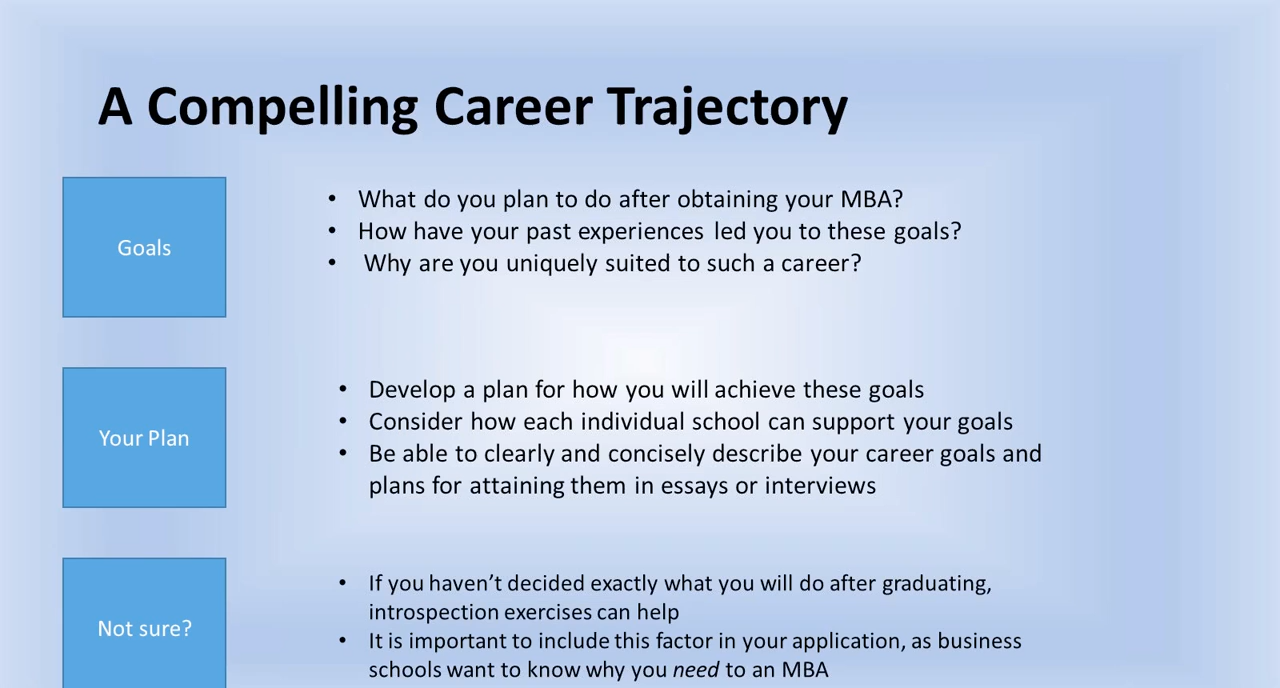 A Compelling Career Trajectory
Goals
• What do you plan to do after obtaining your MBA?
• How have your past experiences led you to these goals?
• Why are you uniquely suited to such a career?
Your Plan
• Develop a plan for how you will achieve these goals
• Consider how each individual school can support your goals
• Be able to clearly and concisely describe your career goals and
plans for attaining them in essays or interviews
Not sure?
• If you haven’t decided exactly what you will do after graduating,
introspection exercises can help
• It is important to include this factor in your application, as business
schools want to know why you need to an MBA